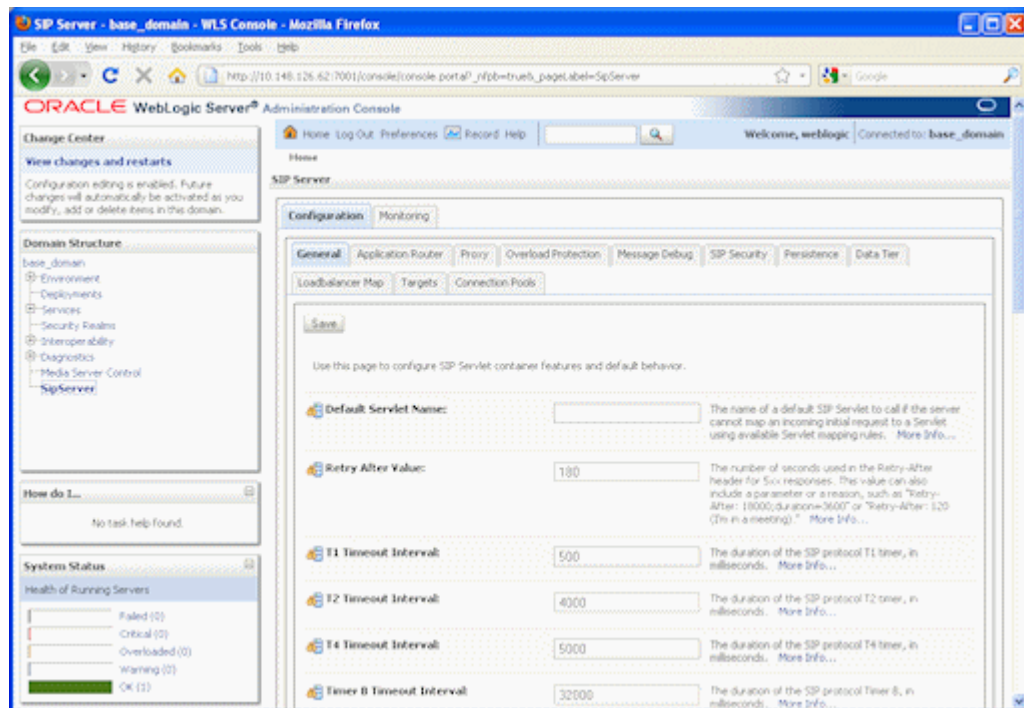 SIP Server - base_domain - WLS Console - Mozilla Firefox
File Edit View History Bookmarks Tools Help
http://10.148.126.62:7001/console/console.portal?_nfpb=true&_pageLabel=SipServer
Google
ORACLE WebLogic Server® Administration Console
Change Center
View changes and restarts
Configuration editing is enabled. Future
changes will automatically be activated as you
modify, add or delete items in this domain.
Domain Structure
base_domain
Environment
Deployments
Services
Security Realms
Interoperability
Diagnostics
Media Server Control
SipServer
How do I...
No task help found.
System Status
Health of Running Servers
Failed (0)
Critical (0)
Overloaded (0)
Warning (0)
OK (1)
Home Log Out Preferences Record Help
Welcome, weblogic Connected to: base_domain
Home
SIP Server
Configuration Monitoring
General Application Router Proxy Overload Protection Message Debug SIP Security Persistence Data Tier
Loadbalancer Map Targets Connection Pools
Save
Use this page to configure SIP Servlet container features and default behavior.
Default Servlet Name:
The name of a default SIP Servlet to call if the server
cannot map an incoming initial request to a Servlet
using available Servlet mapping rules. More Info...
Retry After Value:
180
The number of seconds used in the Retry-After
header for 5xx responses. This value can also
include a parameter or a reason, such as "Retry-
After: 18000;duration=3600" or "Retry-After: 120
(I'm in a meeting)." More Info...
T1 Timeout Interval:
500
The duration of the SIP protocol T1 timer, in
milliseconds. More Info...
T2 Timeout Interval:
4000
The duration of the SIP protocol T2 timer, in
milliseconds. More Info...
T4 Timeout Interval:
5000
The duration of the SIP protocol T4 timer, in
milliseconds. More Info...
Timer B Timeout Interval:
32000
The duration of the SIP protocol Timer B, in
milliseconds. More Info...